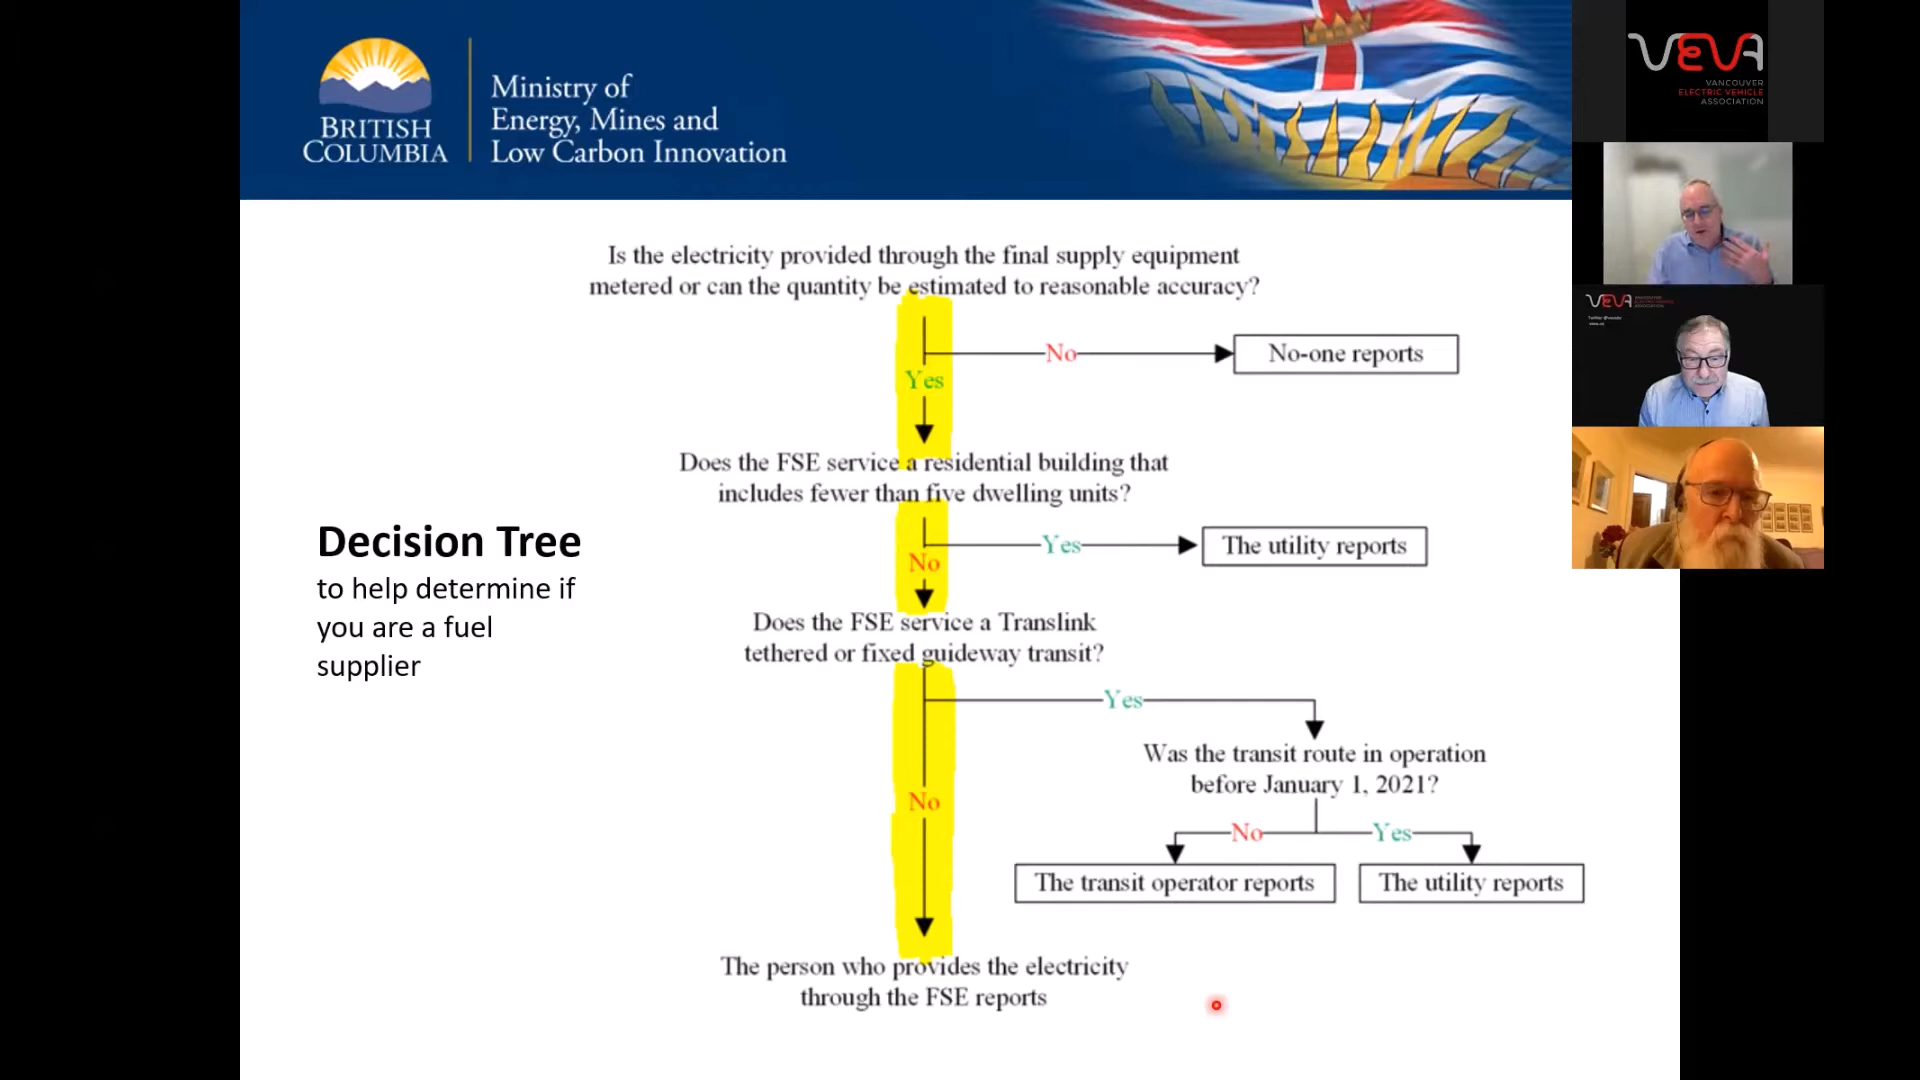 BRITISH
COLUMBIA
Ministry of
Energy, Mines and
Low Carbon Innovation
VEVA
VANCOUVER
ELECTRIC VEHICLE
ASSOCIATION
VEVA
Is the electricity provided through the final supply equipment
metered or can the quantity be estimated to reasonable accuracy?
No
No-one reports
Yes
Does the FSE service a residential building that
includes fewer than five dwelling units?
Yes
The utility reports
No
Decision Tree
to help determine if
you are a fuel
supplier
Does the FSE service a Translink
tethered or fixed guideway transit?
Yes
Was the transit route in operation
before January 1, 2021?
No
No
Yes
The transit operator reports
The utility reports
The person who provides the electricity
through the FSE reports